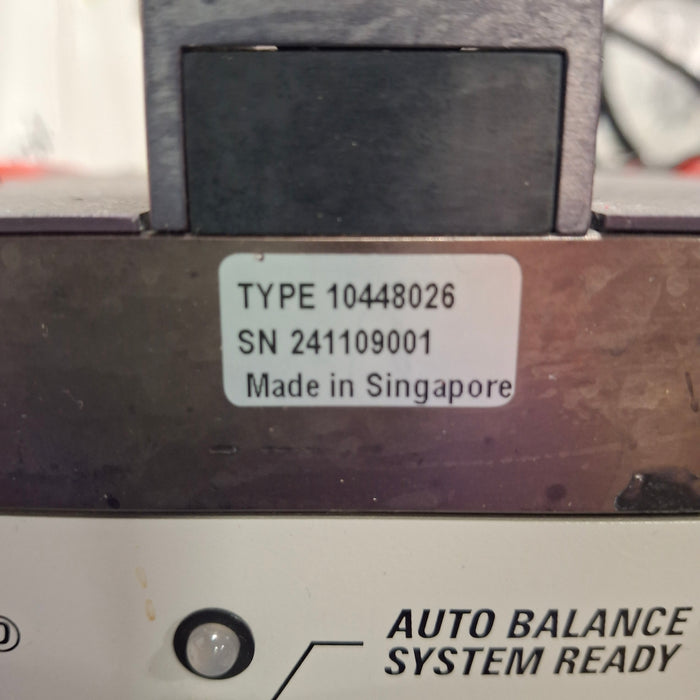 TYPE 10448026
SN 241109001
Made in Singapore
AUTO BALANCE
SYSTEM READY